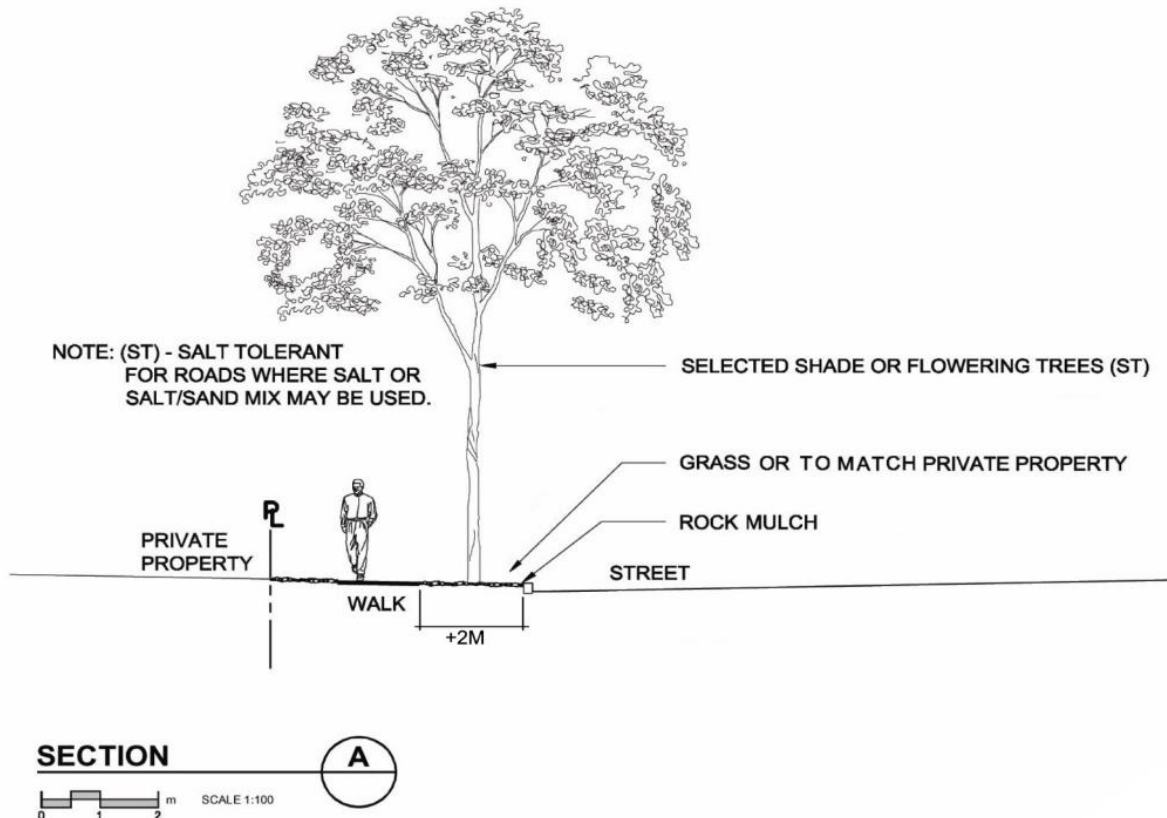 NOTE: (ST) - SALT TOLERANT
FOR ROADS WHERE SALT OR
SALT/SAND MIX MAY BE USED.
SELECTED SHADE OR FLOWERING TREES (ST)
GRASS OR TO MATCH PRIVATE PROPERTY
ROCK MULCH
PL
PRIVATE
PROPERTY
STREET
WALK
+2M
SECTION
A
m
SCALE 1:100
0 1 2